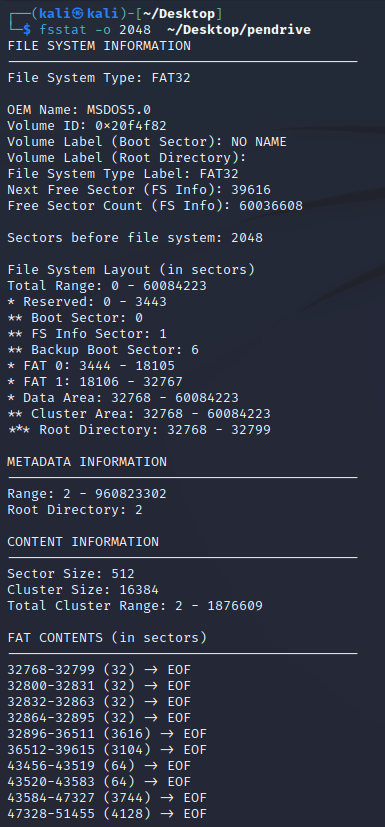 ┌──(kali㉿kali)-[~/Desktop]
└─$ fsstat -o 2048  ~/Desktop/pendrive
FILE SYSTEM INFORMATION
--------------------------------------------
File System Type: FAT32

OEM Name: MSDOS5.0
Volume ID: 0×20f4f82
Volume Label (Boot Sector): NO NAME
Volume Label (Root Directory):
File System Type Label: FAT32
Next Free Sector (FS Info): 39616
Free Sector Count (FS Info): 60036608

Sectors before file system: 2048

File System Layout (in sectors)
Total Range: 0 - 60084223
* Reserved: 0 - 3443
** Boot Sector: 0
** FS Info Sector: 1
** Backup Boot Sector: 6
* FAT 0: 3444 - 18105
* FAT 1: 18106 - 32767
* Data Area: 32768 - 60084223
** Cluster Area: 32768 - 60084223
*** Root Directory: 32768 - 32799

METADATA INFORMATION
--------------------------------------------
Range: 2 - 960823302
Root Directory: 2

CONTENT INFORMATION
--------------------------------------------
Sector Size: 512
Cluster Size: 16384
Total Cluster Range: 2 - 1876609

FAT CONTENTS (in sectors)
--------------------------------------------
32768-32799 (32) → EOF
32800-32831 (32) → EOF
32832-32863 (32) → EOF
32864-32895 (32) → EOF
32896-36511 (3616) → EOF
36512-39615 (3104) → EOF
43456-43519 (64) → EOF
43520-43583 (64) → EOF
43584-47327 (3744) → EOF
47328-51455 (4128) → EOF